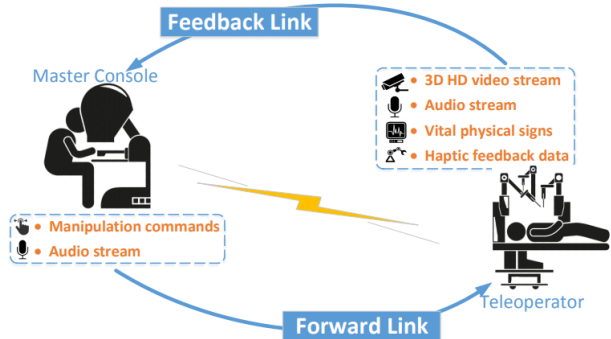 Feedback Link
Master Console
• 3D HD video stream
• Audio stream
• Vital physical signs
• Haptic feedback data
• Manipulation commands
• Audio stream
Teleoperator
Forward Link